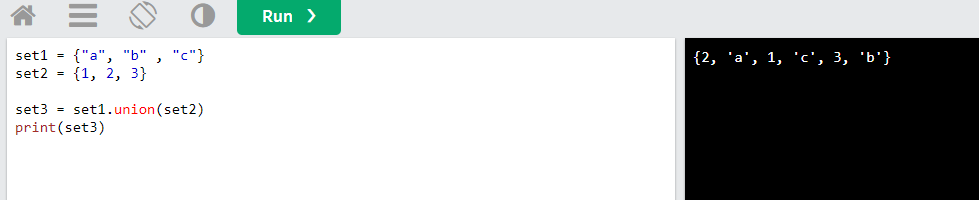 Run ❯
set1 = {"a", "b" , "c"}
set2 = {1, 2, 3}
set3 = set1.union(set2)
print(set3)
{2, 'a', 1, 'c', 3, 'b'}